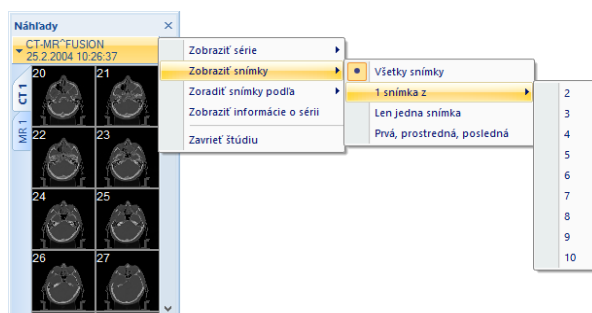 Náhľady
CT-MR^FUSION
25.2.2004 10:26:37
CT 1
MR 1
20 21
22 23
24 25
26 27
Zobraziť série
Zobraziť snímky
Zoradiť snímky podľa
Zobraziť informácie o sérii
Zavrieť štúdiu
Všetky snímky
1 snímka z
Len jedna snímka
Prvá, prostredná, posledná
2
3
4
5
6
7
8
9
10